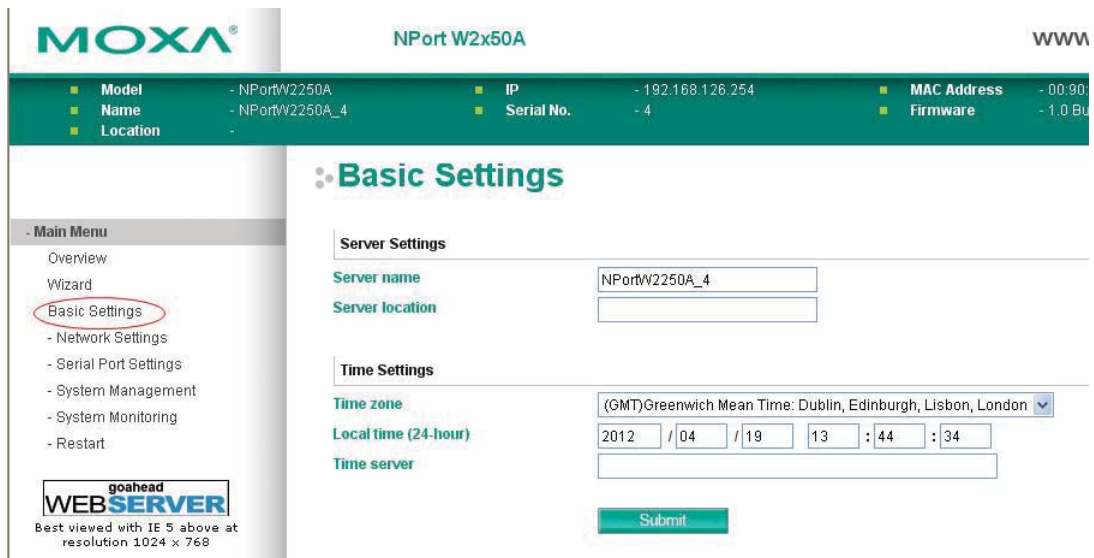 MOXA®
NPort W2x50A
www
Model - NPortW2250A IP - 192.168.126.254 MAC Address - 00:90:
Name - NPortW2250A_4 Serial No. - 4 Firmware - 1.0 Bu
Location -
Basic Settings
- Main Menu
Overview
Wizard
Basic Settings
- Network Settings
- Serial Port Settings
- System Management
- System Monitoring
- Restart
goahead
WEBSERVER
Best viewed with IE 5 above at
resolution 1024 x 768
Server Settings
Server name NPortW2250A_4
Server location
Time Settings
Time zone (GMT)Greenwich Mean Time: Dublin, Edinburgh, Lisbon, London
Local time (24-hour) 2012 / 04 / 19 13 : 44 : 34
Time server
Submit